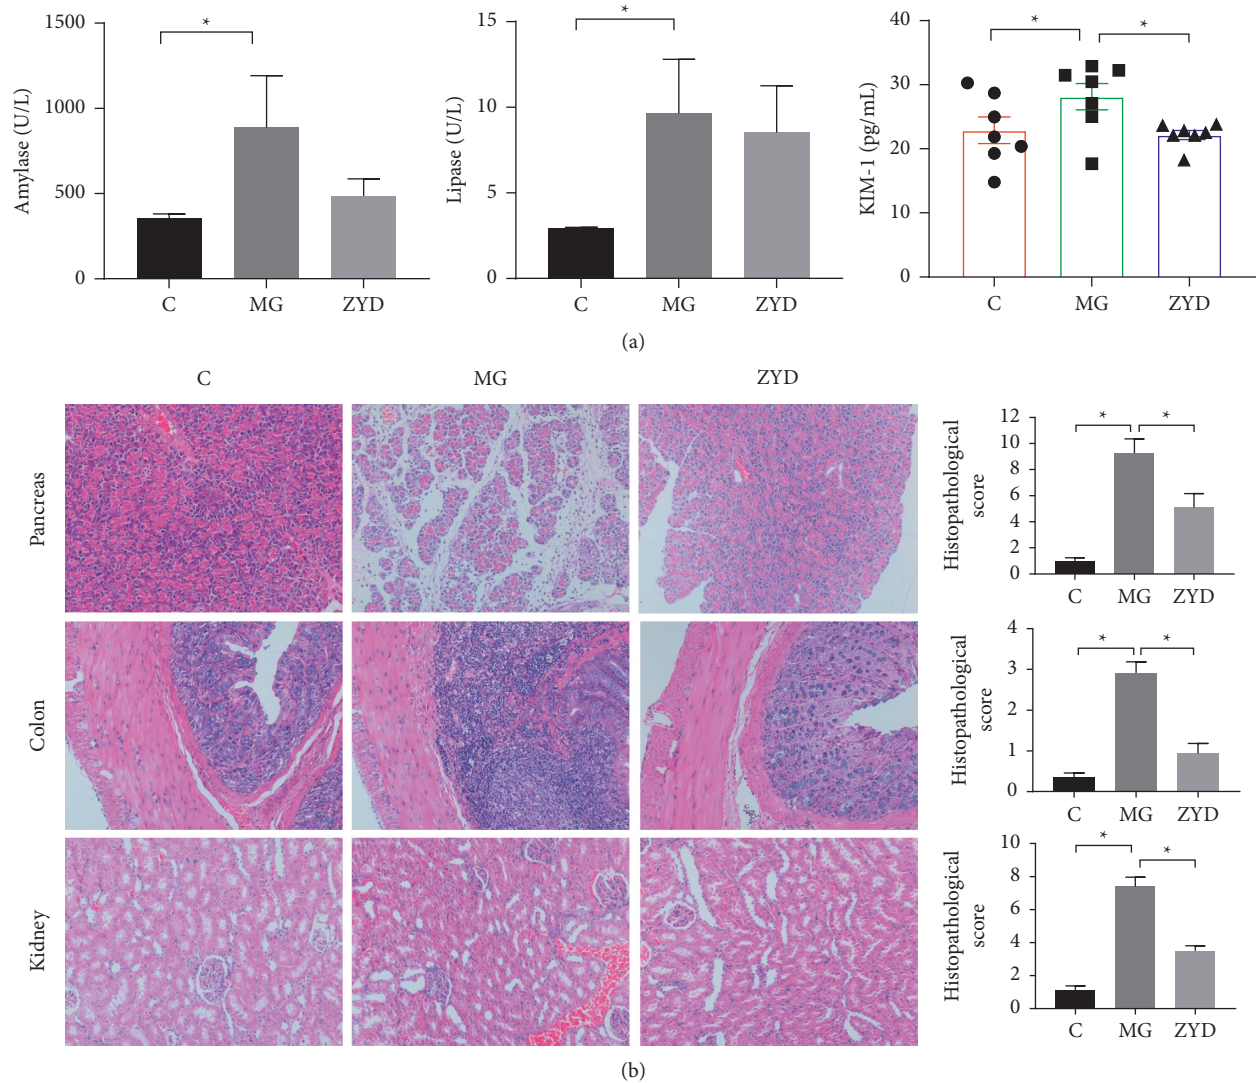 1500
1000
500
0
Amylase (U/L)
*
C MG ZYD
15
10
5
0
Lipase (U/L)
*
C MG ZYD
40
30
20
10
0
KIM-1 (pg/mL)
* *
C MG ZYD
(a)
C MG ZYD
Pancreas
12
10
8
6
4
2
0
Histopathological
score
* *
C MG ZYD
Colon
4
3
2
1
0
Histopathological
score
* *
C MG ZYD
Kidney
10
8
6
4
2
0
Histopathological
score
* *
C MG ZYD
(b)